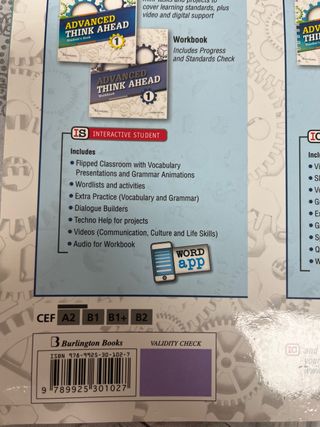 cover learning standards, plus
video and digital support
ADVANCED
THINK AHEAD
Student's Book
1
Workbook
Includes Progress
and Standards Check
ADVANCED
THINK AHEAD
Workbook
1
IS INTERACTIVE STUDENT
Includes
• Flipped Classroom with Vocabulary
Presentations and Grammar Animations
• Wordlists and activities
• Extra Practice (Vocabulary and Grammar)
• Dialogue Builders
• Techno Help for projects
• Videos (Communication, Culture and Life Skills)
• Audio for Workbook
WORD
app
CEF A2 B1 B1+ B2
Burlington Books
VALIDITY CHECK
ISBN 978-9925-30-102-7
9 789925 301027